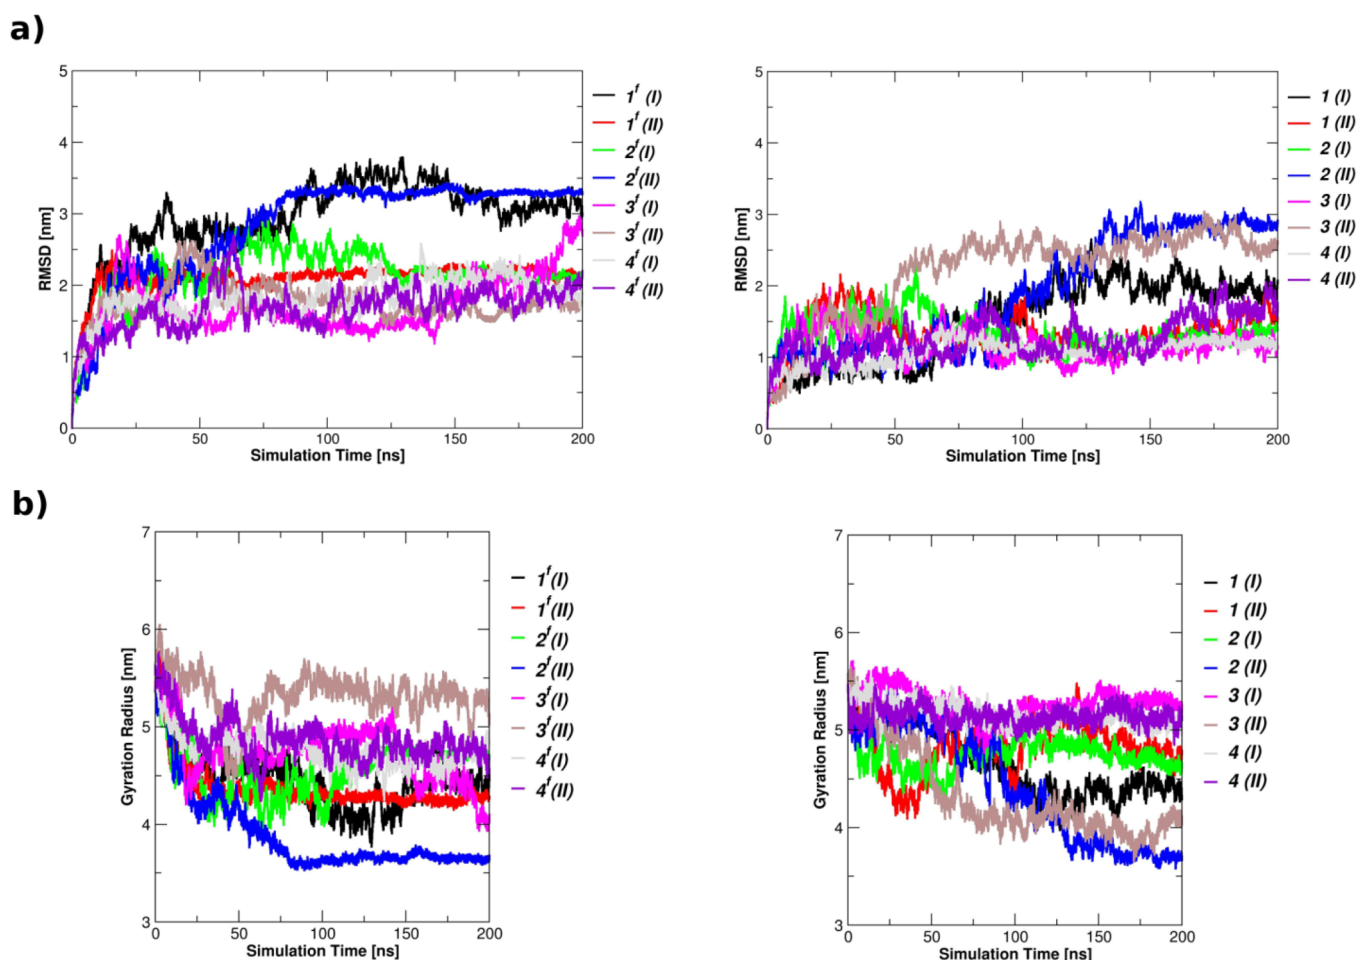 a)
5
4
3
2
1
0
RMSD [nm]
0 50 100 150 200
Simulation Time [ns]
1f (I)
1f (II)
2f (I)
2f (II)
3f (I)
3f (II)
4f (I)
4f (II)
5
4
3
2
1
0
RMSD [nm]
0 50 100 150 200
Simulation Time [ns]
1 (I)
1 (II)
2 (I)
2 (II)
3 (I)
3 (II)
4 (I)
4 (II)
b)
7
6
5
4
3
Gyration Radius [nm]
0 50 100 150 200
Simulation Time [ns]
1f (I)
1f (II)
2f (I)
2f (II)
3f (I)
3f (II)
4f (I)
4f (II)
7
6
5
4
3
Gyration Radius [nm]
0 50 100 150 200
Simulation Time [ns]
1 (I)
1 (II)
2 (I)
2 (II)
3 (I)
3 (II)
4 (I)
4 (II)